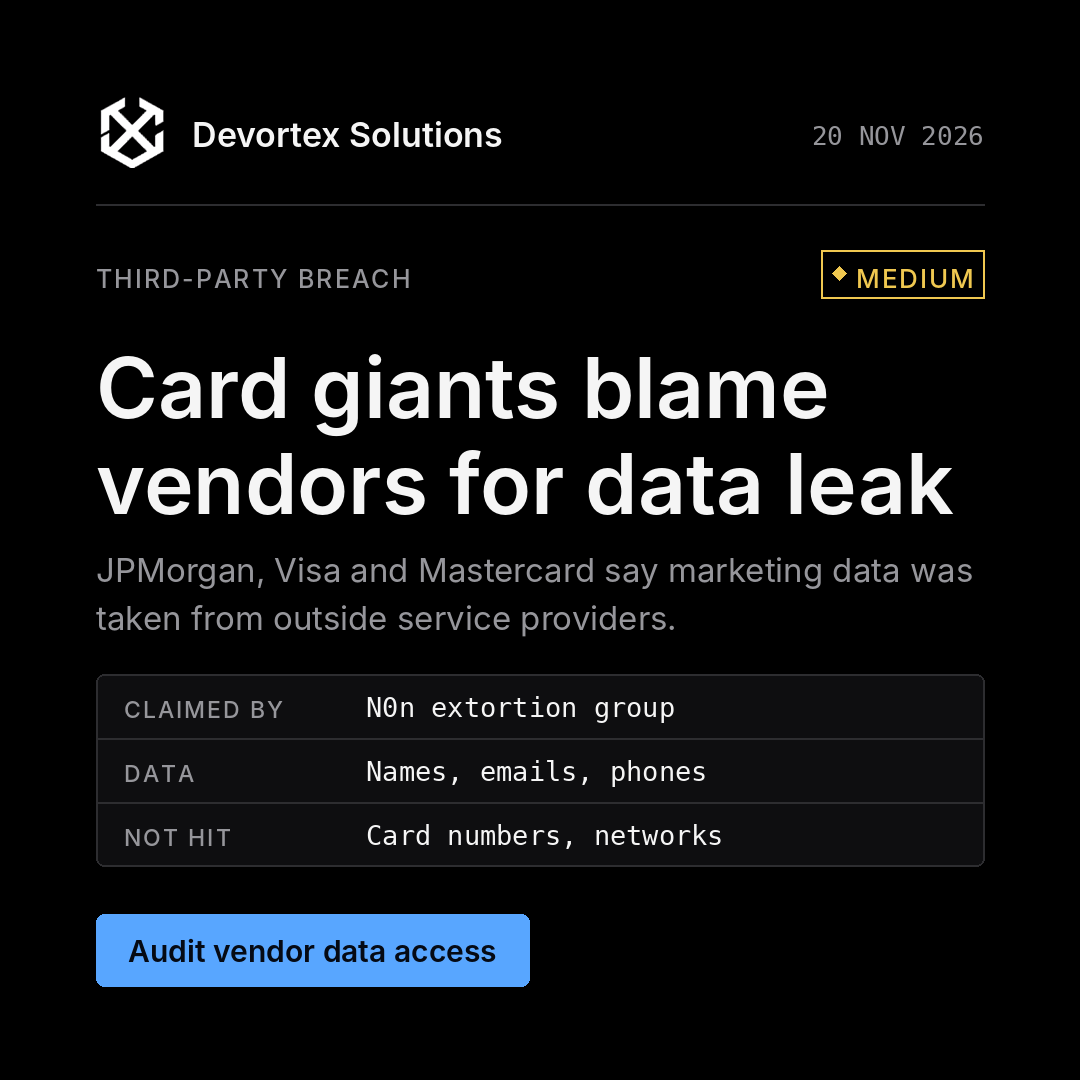 Devortex Solutions
20 NOV 2026
THIRD-PARTY BREACH
MEDIUM
Card giants blame
vendors for data leak
JPMorgan, Visa and Mastercard say marketing data was
taken from outside service providers.
CLAIMED BY N0n extortion group
DATA Names, emails, phones
NOT HIT Card numbers, networks
Audit vendor data access